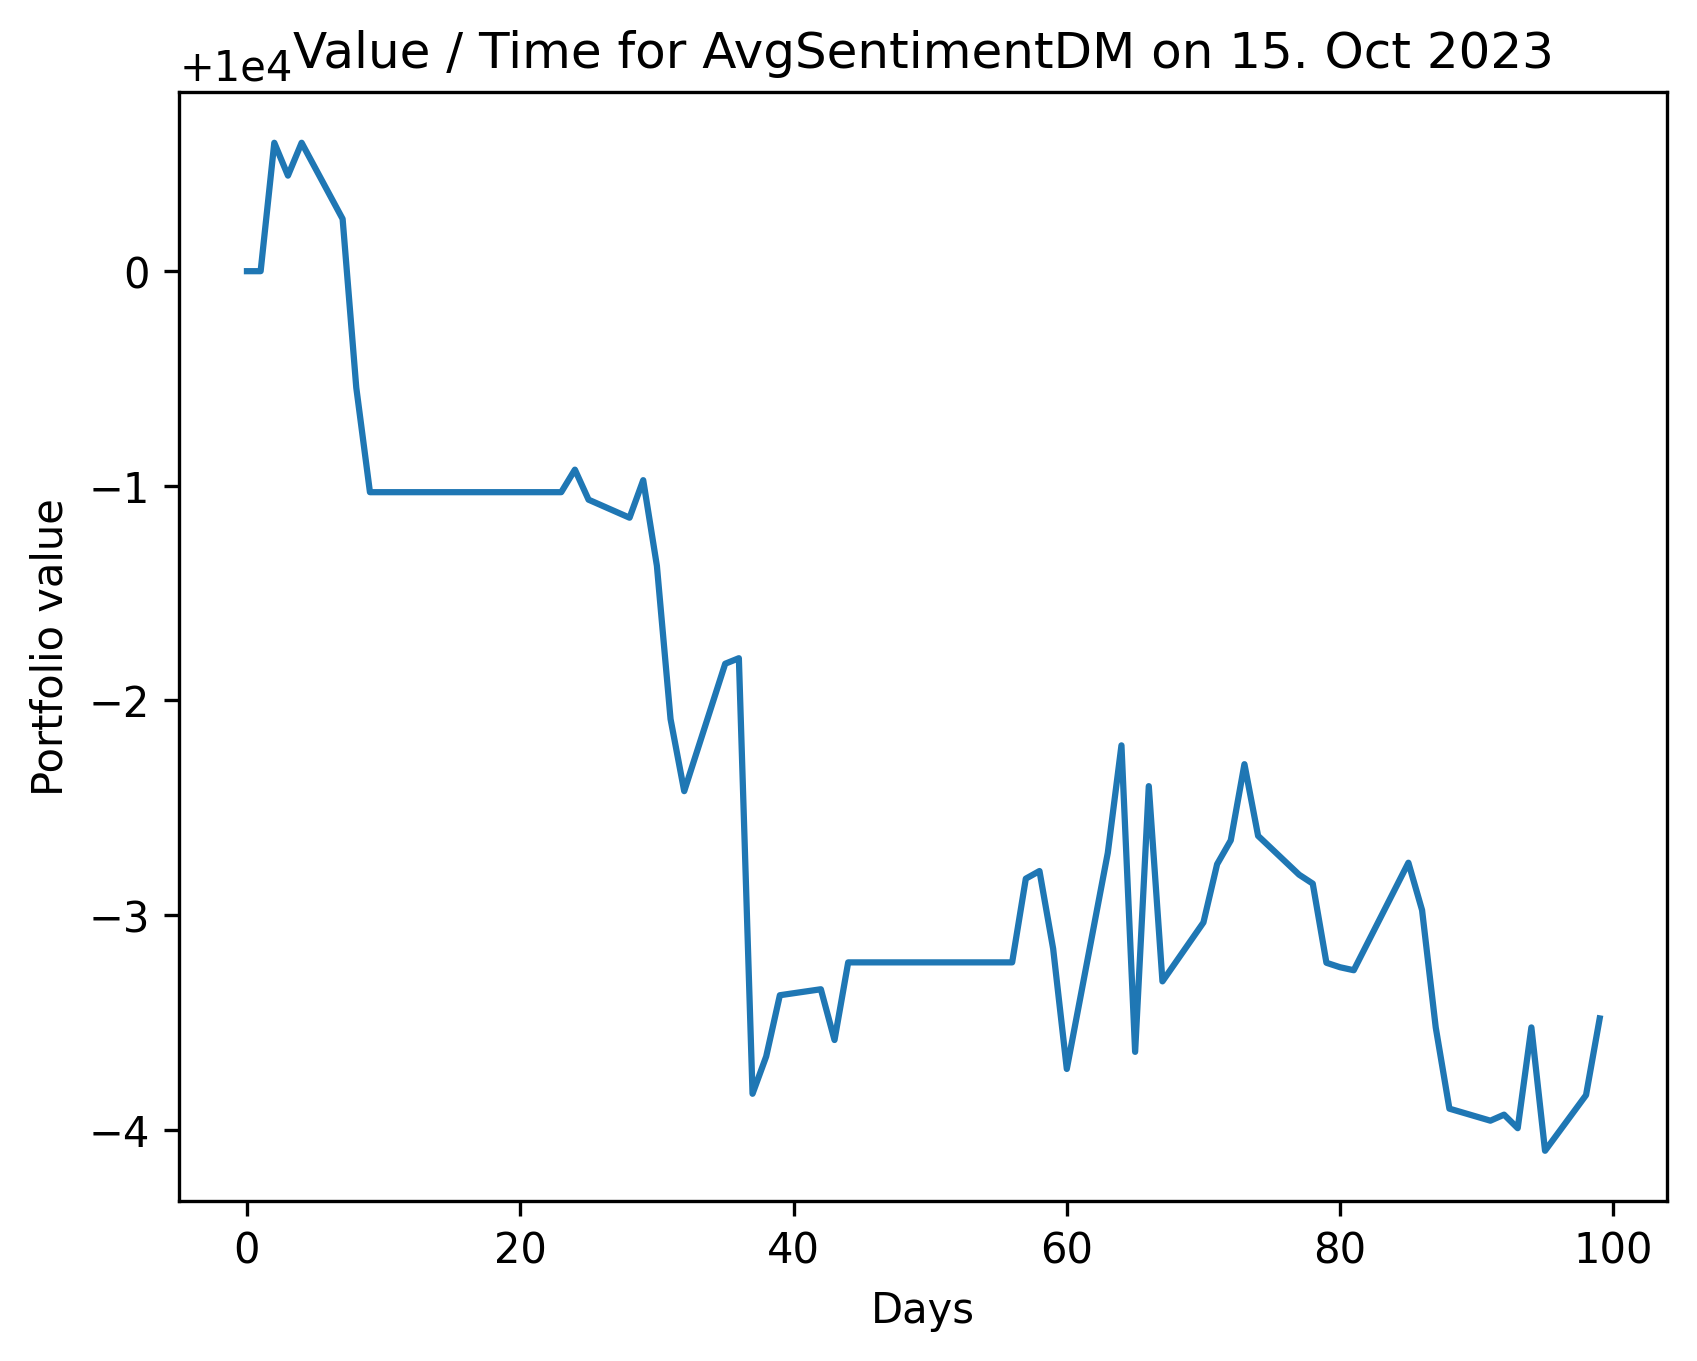 Value / Time for AvgSentimentDM on 15. Oct 2023
+1e4
0
−1
−2
−3
−4
Portfolio value
0 20 40 60 80 100
Days